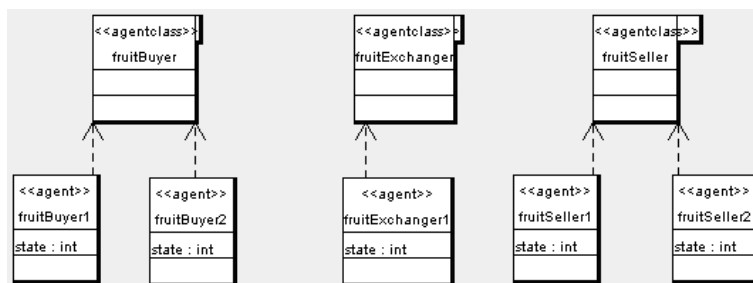 <<agentclass>>
fruitBuyer
<<agentclass>>
fruitExchanger
<<agentclass>>
fruitSeller
<<agent>>
fruitBuyer1
state : int
<<agent>>
fruitBuyer2
state : int
<<agent>>
fruitExchanger1
state : int
<<agent>>
fruitSeller1
state : int
<<agent>>
fruitSeller2
state : int